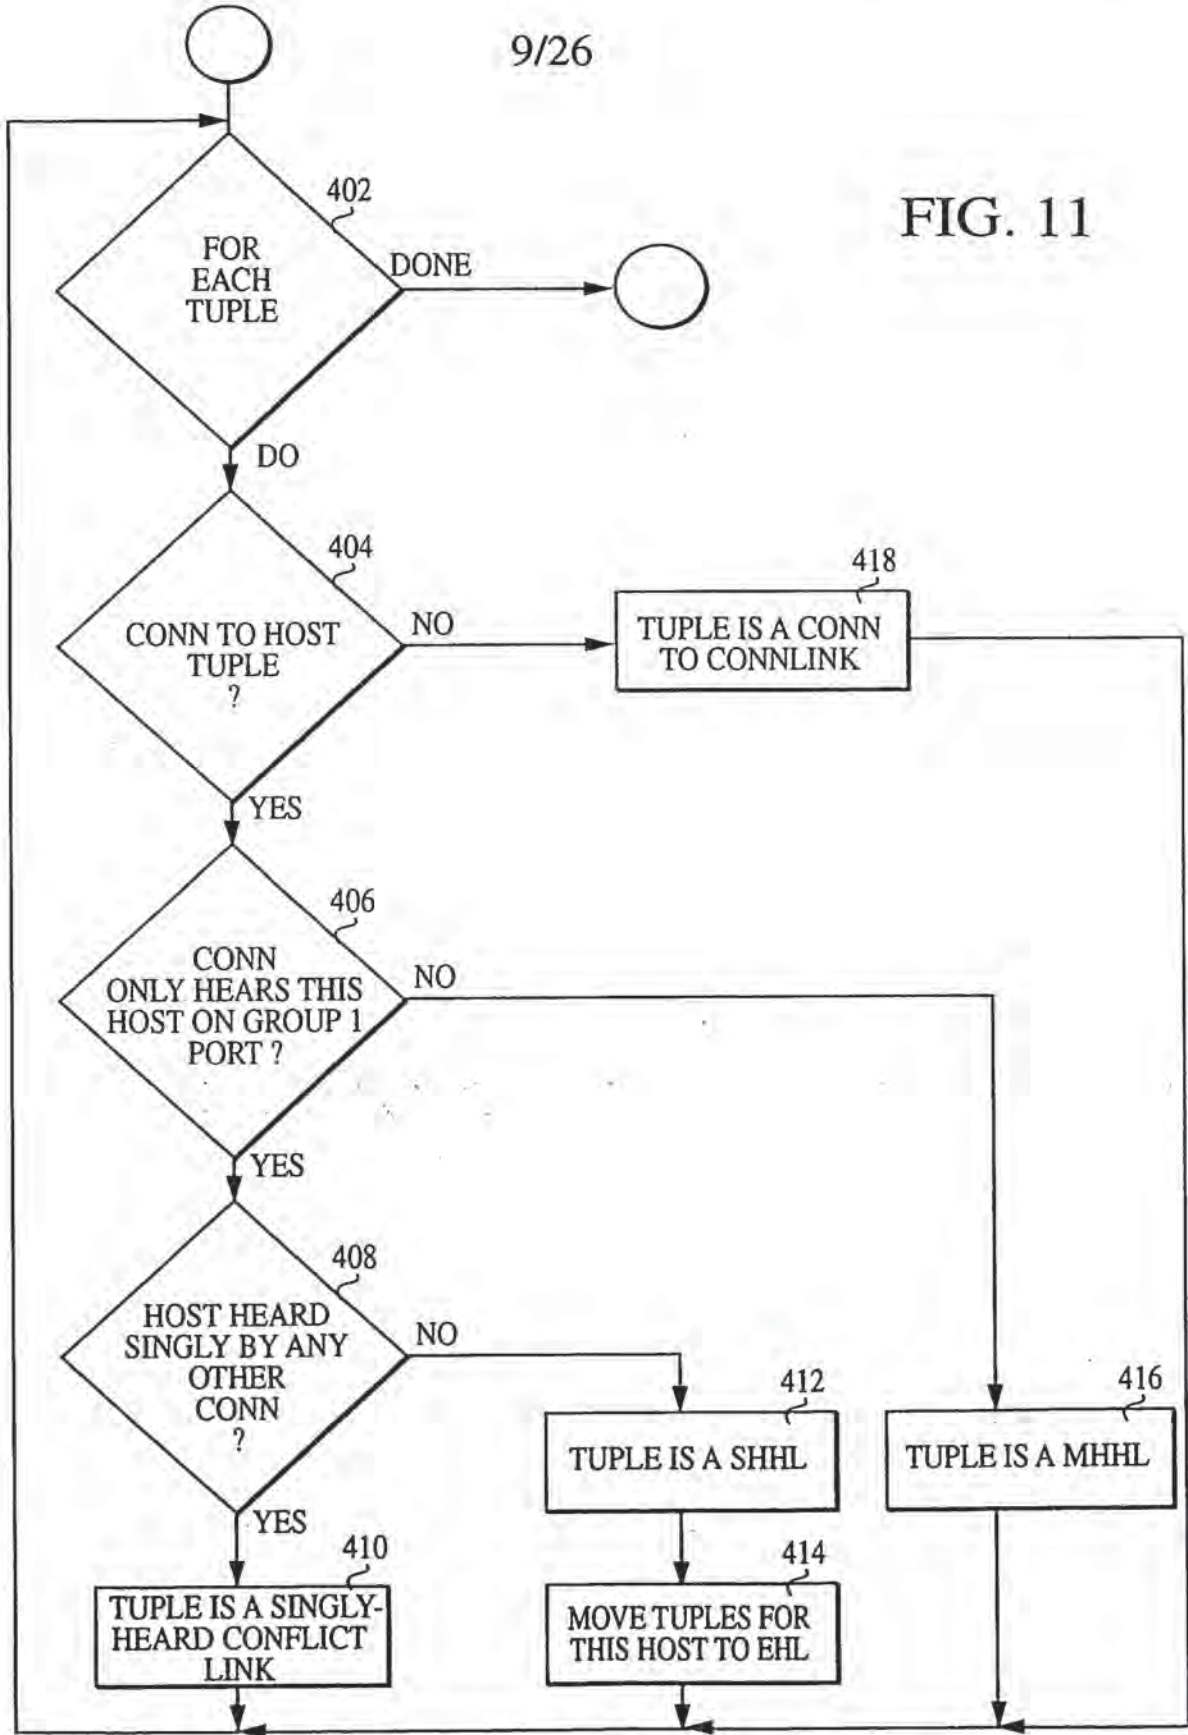 9/26
FIG. 11
402
FOR
EACH
TUPLE
DONE
DO
404
CONN TO HOST
TUPLE
?
NO
418
TUPLE IS A CONN
TO CONNLINK
YES
406
CONN
ONLY HEARS THIS
HOST ON GROUP 1
PORT ?
NO
YES
408
HOST HEARD
SINGLY BY ANY
OTHER
CONN
?
NO
412
TUPLE IS A SHHL
416
TUPLE IS A MHHL
YES
410
TUPLE IS A SINGLY-
HEARD CONFLICT
LINK
414
MOVE TUPLES FOR
THIS HOST TO EHL